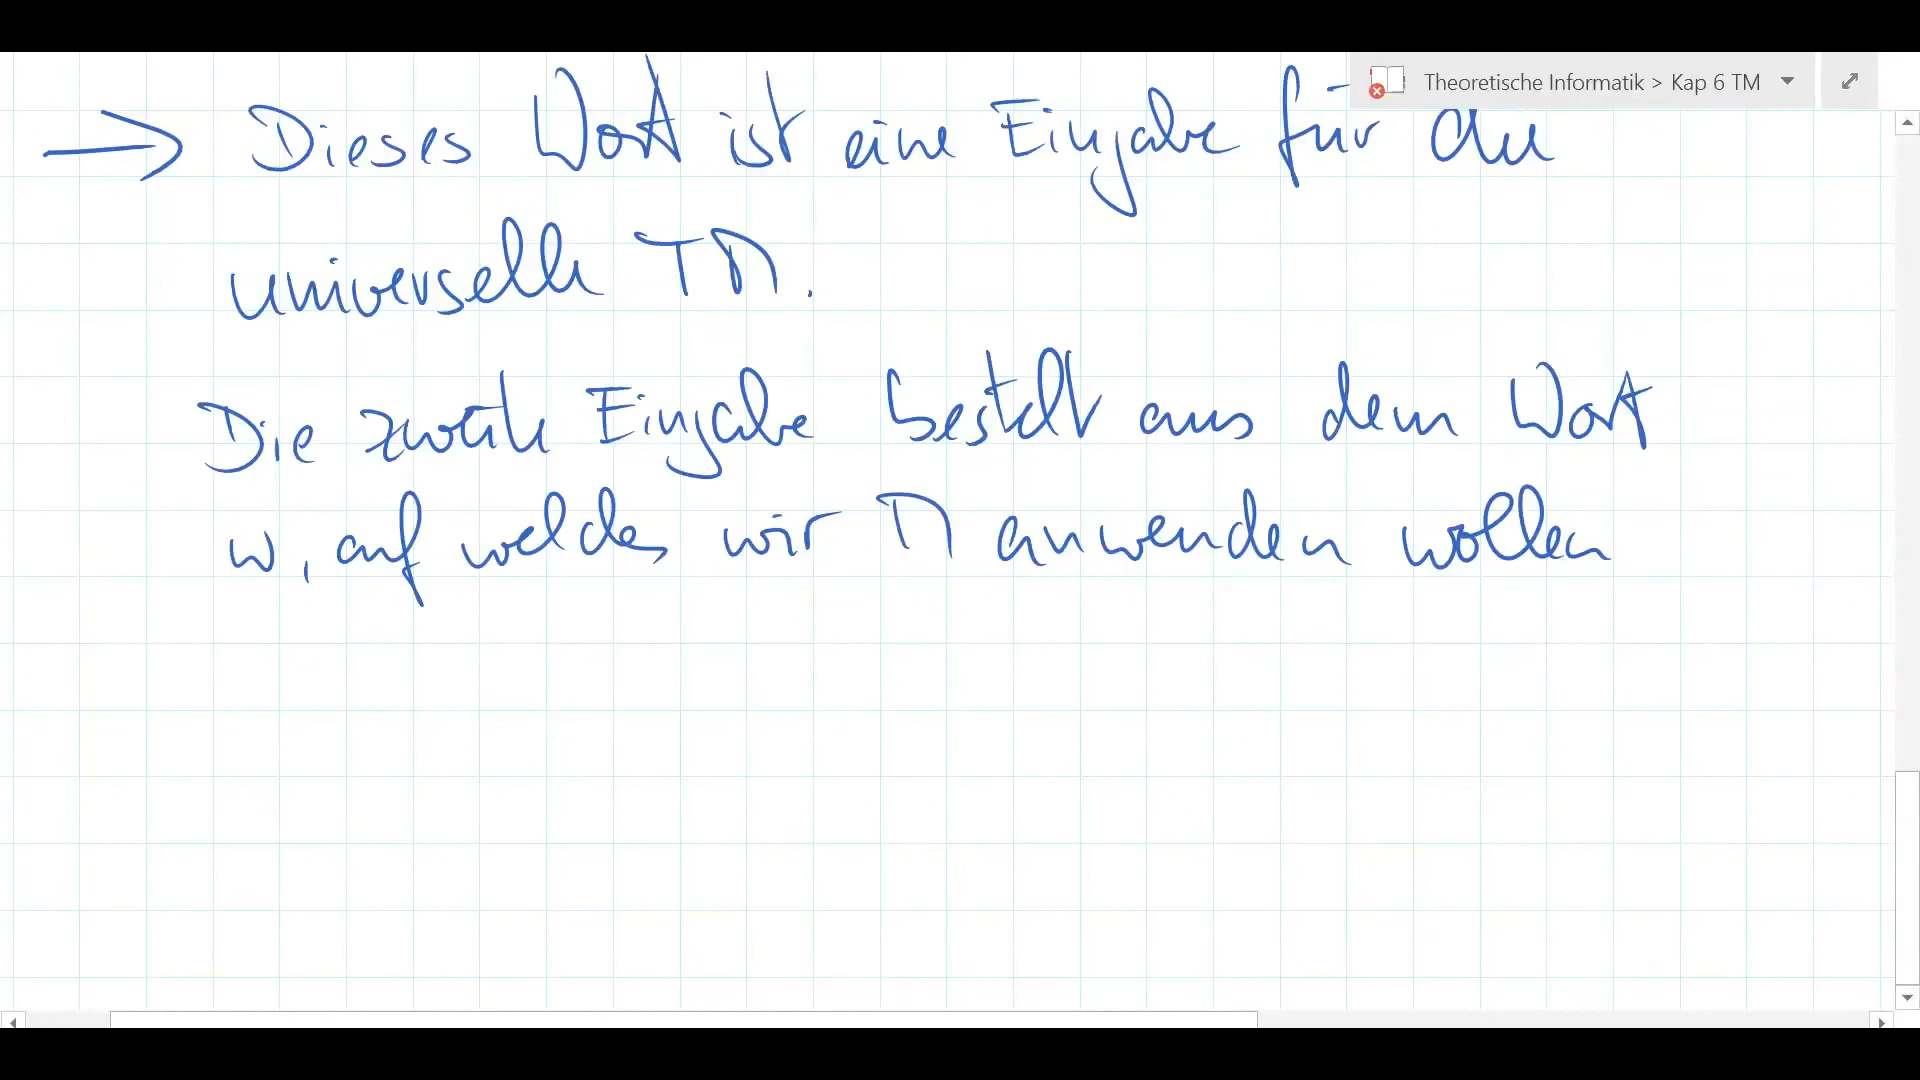 Theoretische Informatik > Kap 6 TM
→ Dieses Wort ist eine Eingabe für die
universelle TM.
Die zweite Eingabe besteht aus dem Wort
w, auf welches wir M anwenden wollen